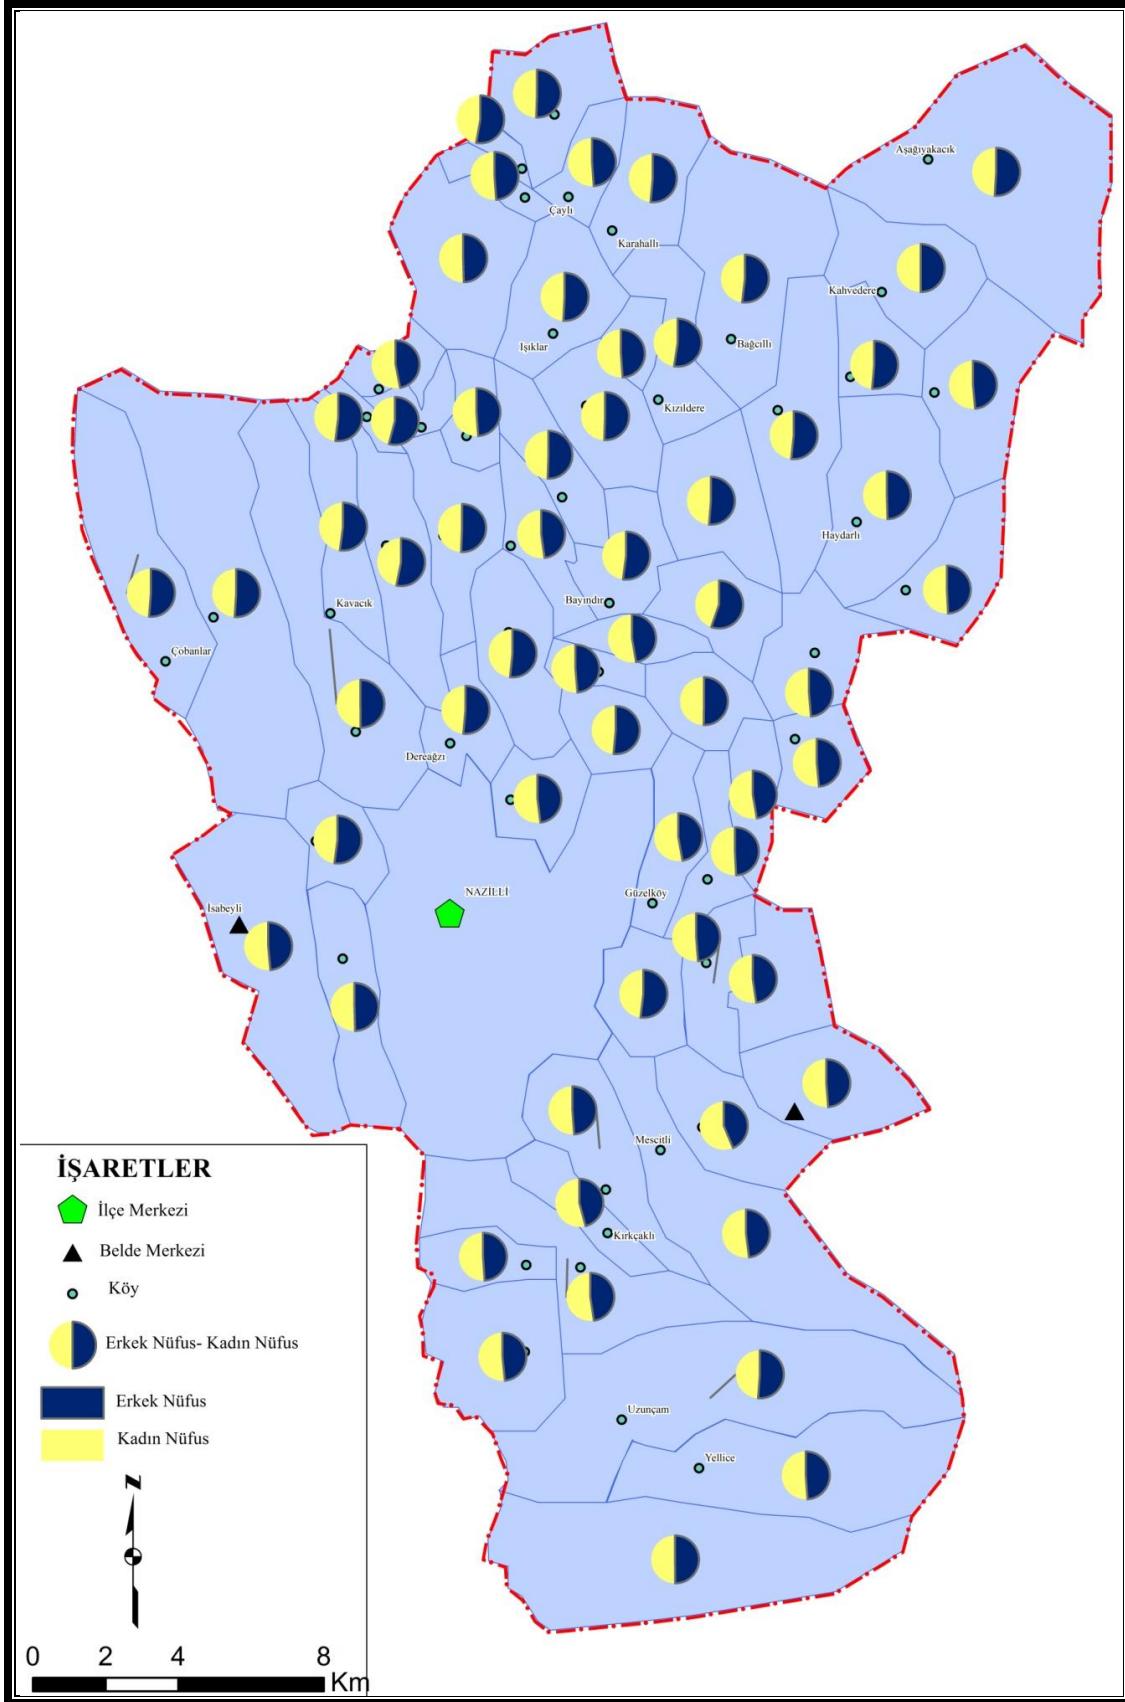 Aşağıyakacık
Çaylı
Karahallı
Kahvedere
Işıklar
Bağcıllı
Kızıldere
Haydarlı
Bayındır
Kavacık
Çobanlar
Dereağzı
NAZİLLİ
Güzelköy
İsabeyli
Mescitli
Kırkçaklı
Uzunçam
Yellice
İŞARETLER
İlçe Merkezi
Belde Merkezi
Köy
Erkek Nüfus- Kadın Nüfus
Erkek Nüfus
Kadın Nüfus
N
0 2 4 8
Km